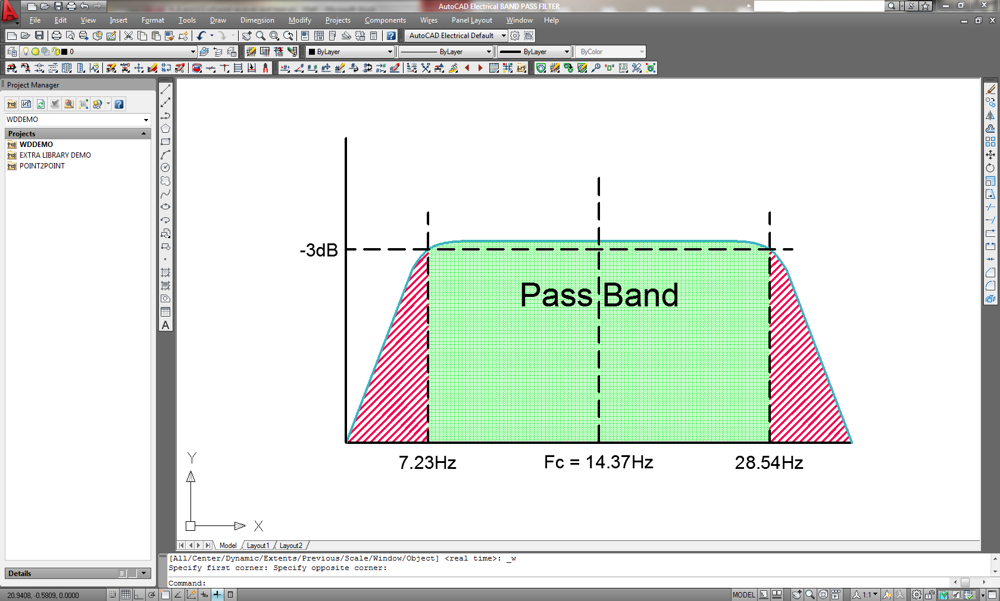 AutoCAD Electrical BAND PASS FILTER
File Edit View Insert Format Tools Draw Dimension Modify Projects Components Wires Panel Layout Window Help
AutoCAD Electrical Default
0
ByLayer ByLayer ByLayer ByColor
Project Manager
WDDEMO
Projects
WDDEMO
EXTRA LIBRARY DEMO
POINT2POINT
-3dB
Pass Band
7.23Hz Fc = 14.37Hz 28.54Hz
Y
X
Model Layout1 Layout2
[All/Center/Dynamic/Extents/Previous/Scale/Window/Object] <real time>: _w
Specify first corner: Specify opposite corner:
Command:
Details
20.9408, -0.5809, 0.0000
MODEL 1:1